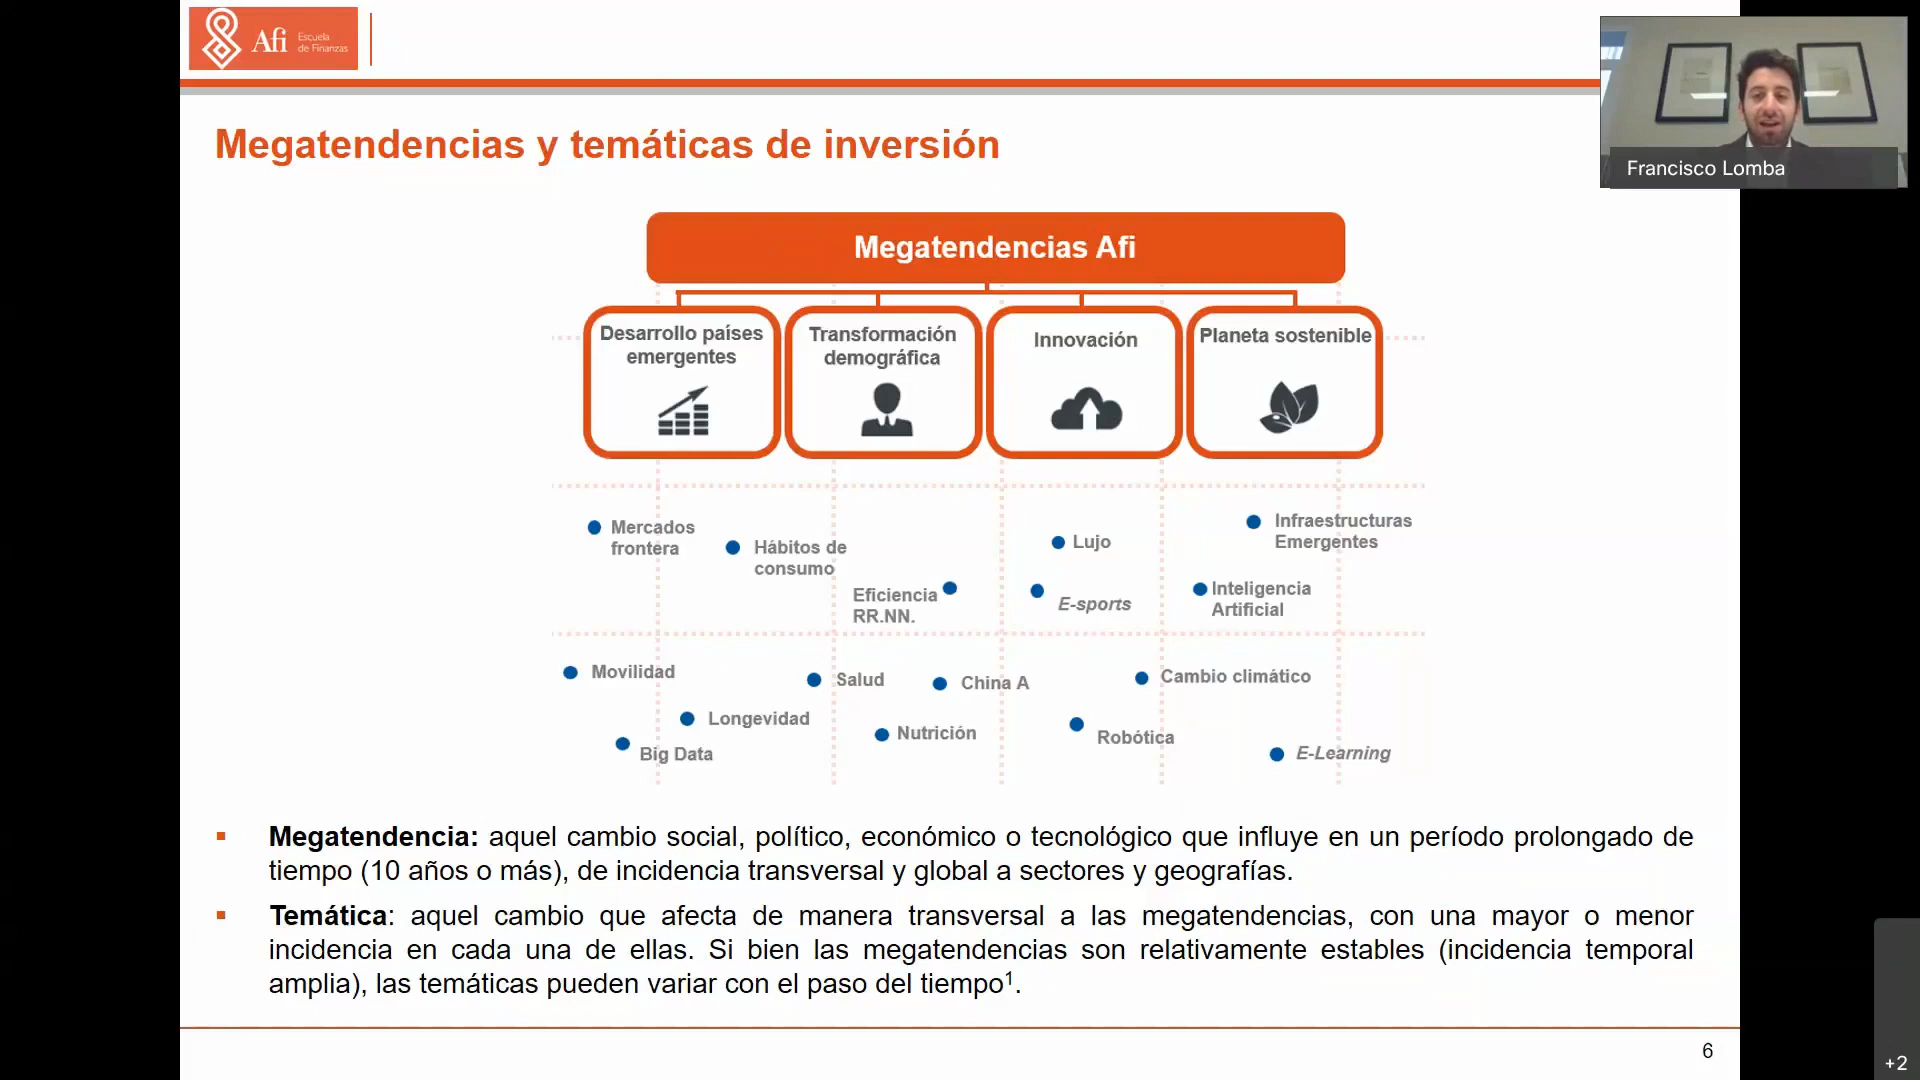 Afi Escuela de Finanzas
Francisco Lomba
Megatendencias y temáticas de inversión
Megatendencias Afi
Desarrollo países
emergentes
Transformación
demográfica
Innovación
Planeta sostenible
Mercados
frontera
Hábitos de
consumo
Eficiencia
RR.NN.
Lujo
E-sports
Infraestructuras
Emergentes
Inteligencia
Artificial
Movilidad
Salud
China A
Cambio climático
Longevidad
Big Data
Nutrición
Robótica
E-Learning
▪ Megatendencia: aquel cambio social, político, económico o tecnológico que influye en un período prolongado de
tiempo (10 años o más), de incidencia transversal y global a sectores y geografías.
▪ Temática: aquel cambio que afecta de manera transversal a las megatendencias, con una mayor o menor
incidencia en cada una de ellas. Si bien las megatendencias son relativamente estables (incidencia temporal
amplia), las temáticas pueden variar con el paso del tiempo¹.
6
+2